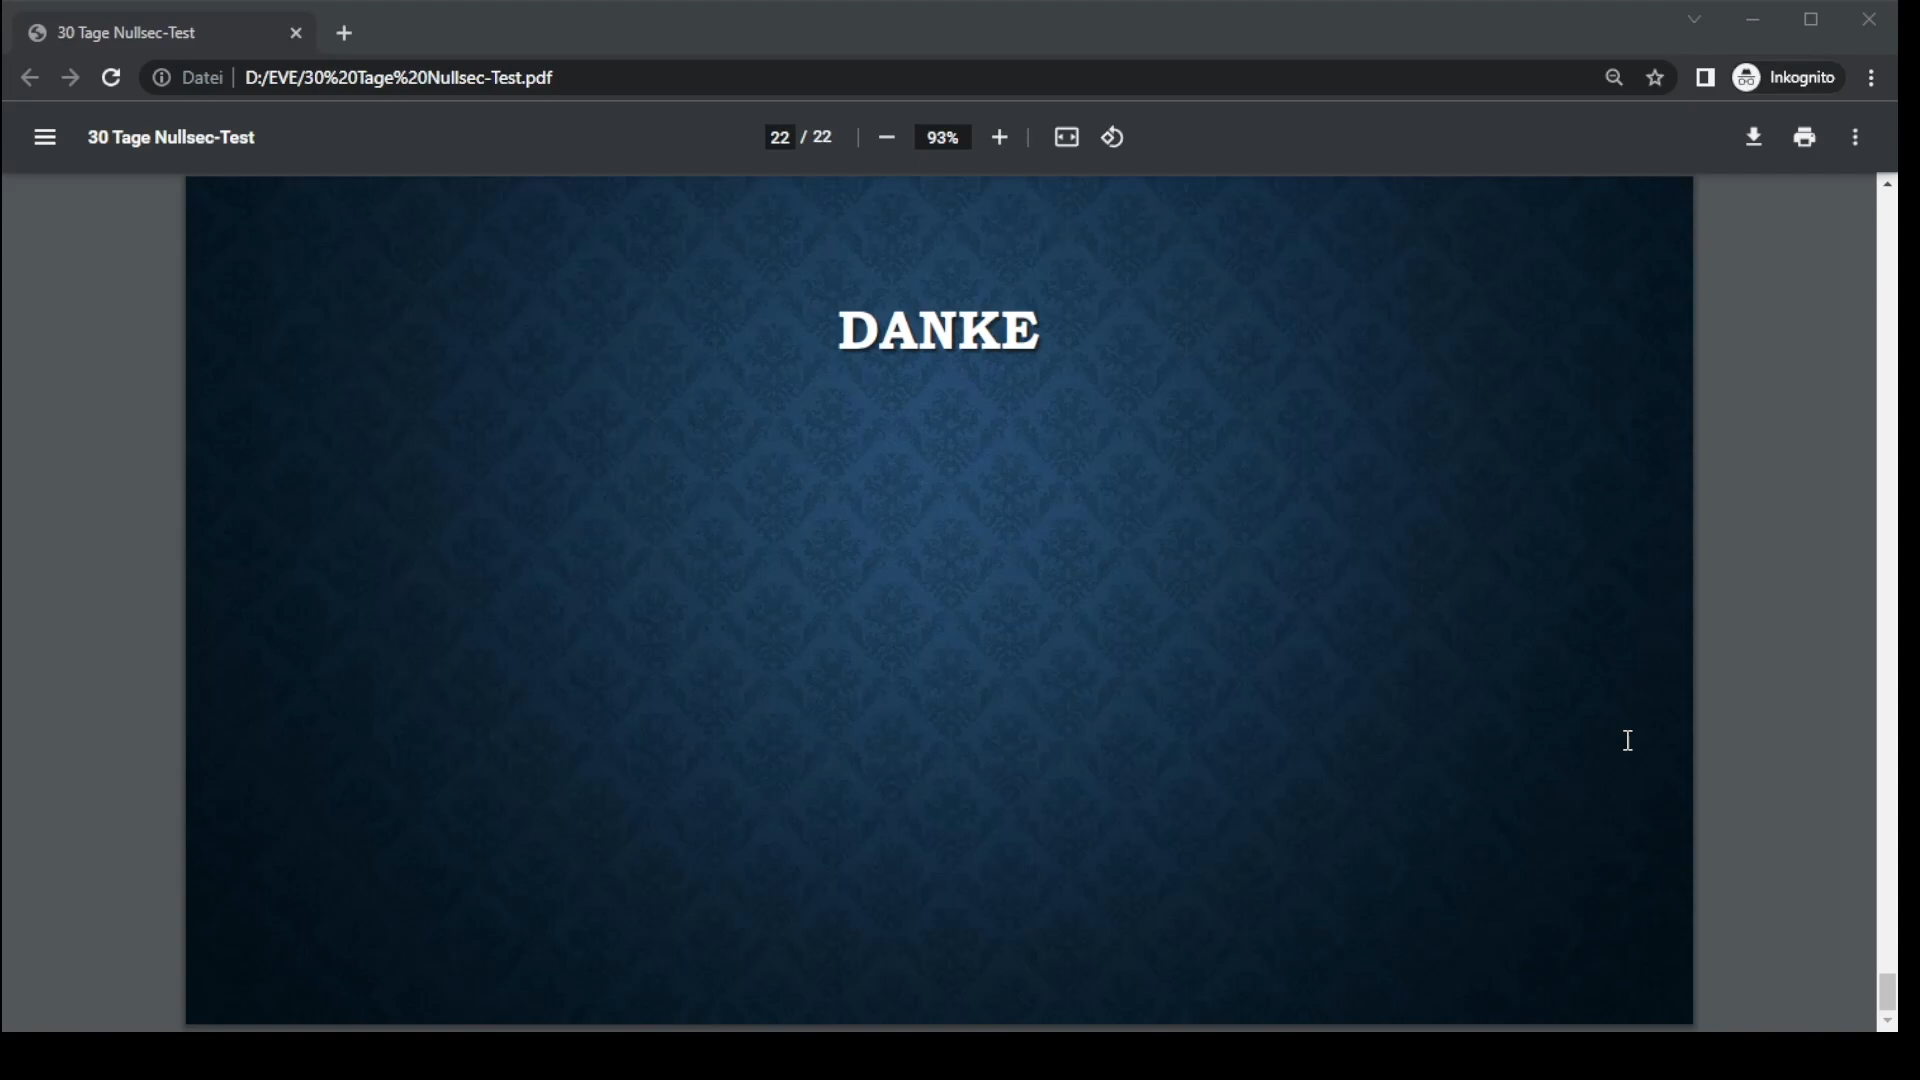 30 Tage Nullsec-Test
Datei D:/EVE/30%20Tage%20Nullsec-Test.pdf Inkognito
30 Tage Nullsec-Test 22 / 22 93%
DANKE